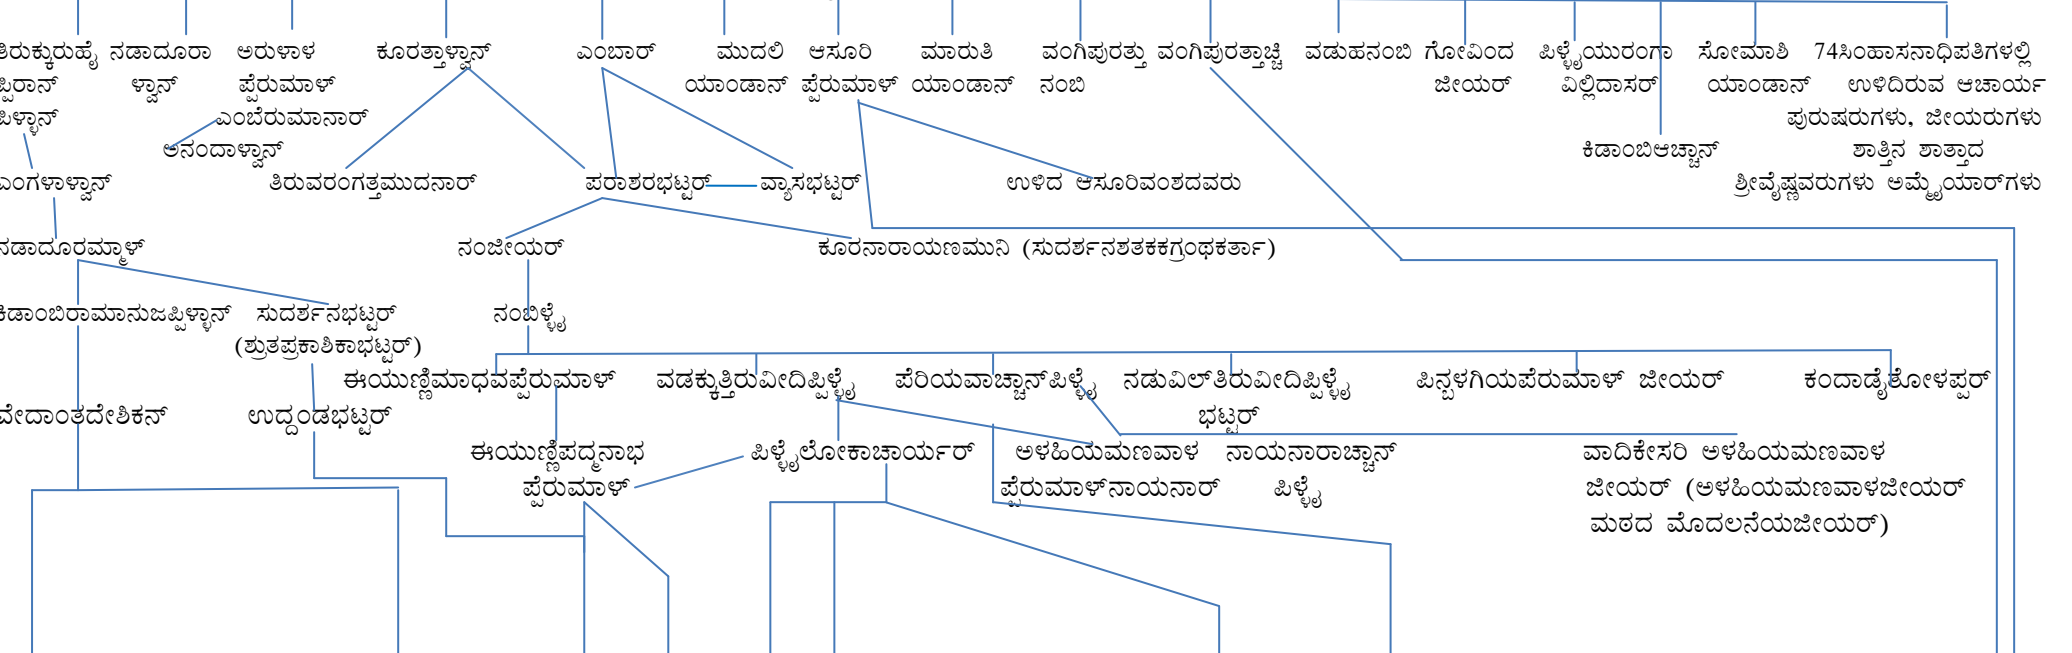 ತಿರುಕ್ಕುರುಹೈ ನಡಾದೂರಾ ಅರುಳಾಳ ಕೂರತ್ತಾಳ್ವಾನ್ ಎಂಬಾರ್ ಮುದಲಿ ಆಸೂರಿ ಮಾರುತಿ ವಂಗಿಪುರತ್ತು ವಂಗಿಪುರತ್ತಾಚ್ಚಿ ವಡುಹನಂಬಿ ಗೋವಿಂದ ಪಿಳ್ಳೈಯುರಂಗಾ ಸೋಮಾಶಿ 74ಸಿಂಹಾಸನಾಧಿಪತಿಗಳಲ್ಲಿ
ಪ್ಪಿರಾನ್ ಳ್ವಾನ್ ಪ್ಪೆರುಮಾಳ್ ಯಾಂಡಾನ್ ಪ್ಪೆರುಮಾಳ್ ಯಾಂಡಾನ್ ನಂಬಿ ಜೀಯರ್ ವಿಲ್ಲಿದಾಸರ್ ಯಾಂಡಾನ್ ಉಳಿದಿರುವ ಆಚಾರ್ಯ
ಪಿಳ್ಳಾನ್ ಎಂಬೆರುಮಾನಾರ್ ಪುರುಷರುಗಳು, ಜೀಯರುಗಳು
ಅನಂದಾಳ್ವಾನ್ ಕಿಡಾಂಬಿಆಚ್ಚಾನ್ ಶಾತ್ತಿನ ಶಾತ್ತಾದ
ಎಂಗಳಾಳ್ವಾನ್ ತಿರುವರಂಗತ್ತಮುದನಾರ್ ಪರಾಶರಭಟ್ಟರ್ ವ್ಯಾಸಭಟ್ಟರ್ ಉಳಿದ ಆಸೂರಿವಂಶದವರು ಶ್ರೀವೈಷ್ಣವರುಗಳು ಅಮ್ಮೈಯಾರ್‌ಗಳು
ನಡಾದೂರಮ್ಮಾಳ್ ನಂಜೀಯರ್ ಕೂರನಾರಾಯಣಮುನಿ (ಸುದರ್ಶನಶತಕಕಗ್ರಂಥಕರ್ತಾ)
ಕಿಡಾಂಬಿರಾಮಾನುಜಪ್ಪಿಳ್ಳಾನ್ ಸುದರ್ಶನಭಟ್ಟರ್ ನಂಬಿಳ್ಳೈ
(ಶ್ರುತಪ್ರಕಾಶಿಕಾಭಟ್ಟರ್)
ಈಯುಣ್ಣಿಮಾಧವಪ್ಪೆರುಮಾಳ್ ವಡಕ್ಕುತ್ತಿರುವೀದಿಪ್ಪಿಳ್ಳೈ ಪೆರಿಯವಾಚ್ಚಾನ್‌ಪಿಳ್ಳೈ ನಡುವಿಲ್‌ತಿರುವೀದಿಪ್ಪಿಳ್ಳೈ ಪಿನ್ಬಳಗಿಯಪೆರುಮಾಳ್ ಜೀಯರ್ ಕಂದಾಡೈತೋಳಪ್ಪರ್
ವೇದಾಂತದೇಶಿಕನ್ ಉದ್ದಂಡಭಟ್ಟರ್ ಭಟ್ಟರ್
ಈಯುಣ್ಣಿಪದ್ಮನಾಭ ಪಿಳ್ಳೈಲೋಕಾಚಾರ್ಯರ್ ಅಳಹಿಯಮಣವಾಳ ನಾಯನಾರಾಚ್ಚಾನ್ ವಾದಿಕೇಸರಿ ಅಳಹಿಯಮಣವಾಳ
ಪ್ಪೆರುಮಾಳ್ ಪ್ಪೆರುಮಾಳ್‌ನಾಯನಾರ್ ಪಿಳ್ಳೈ ಜೀಯರ್ (ಅಳಹಿಯಮಣವಾಳಜೀಯರ್
ಮಠದ ಮೊದಲನೆಯಜೀಯರ್)